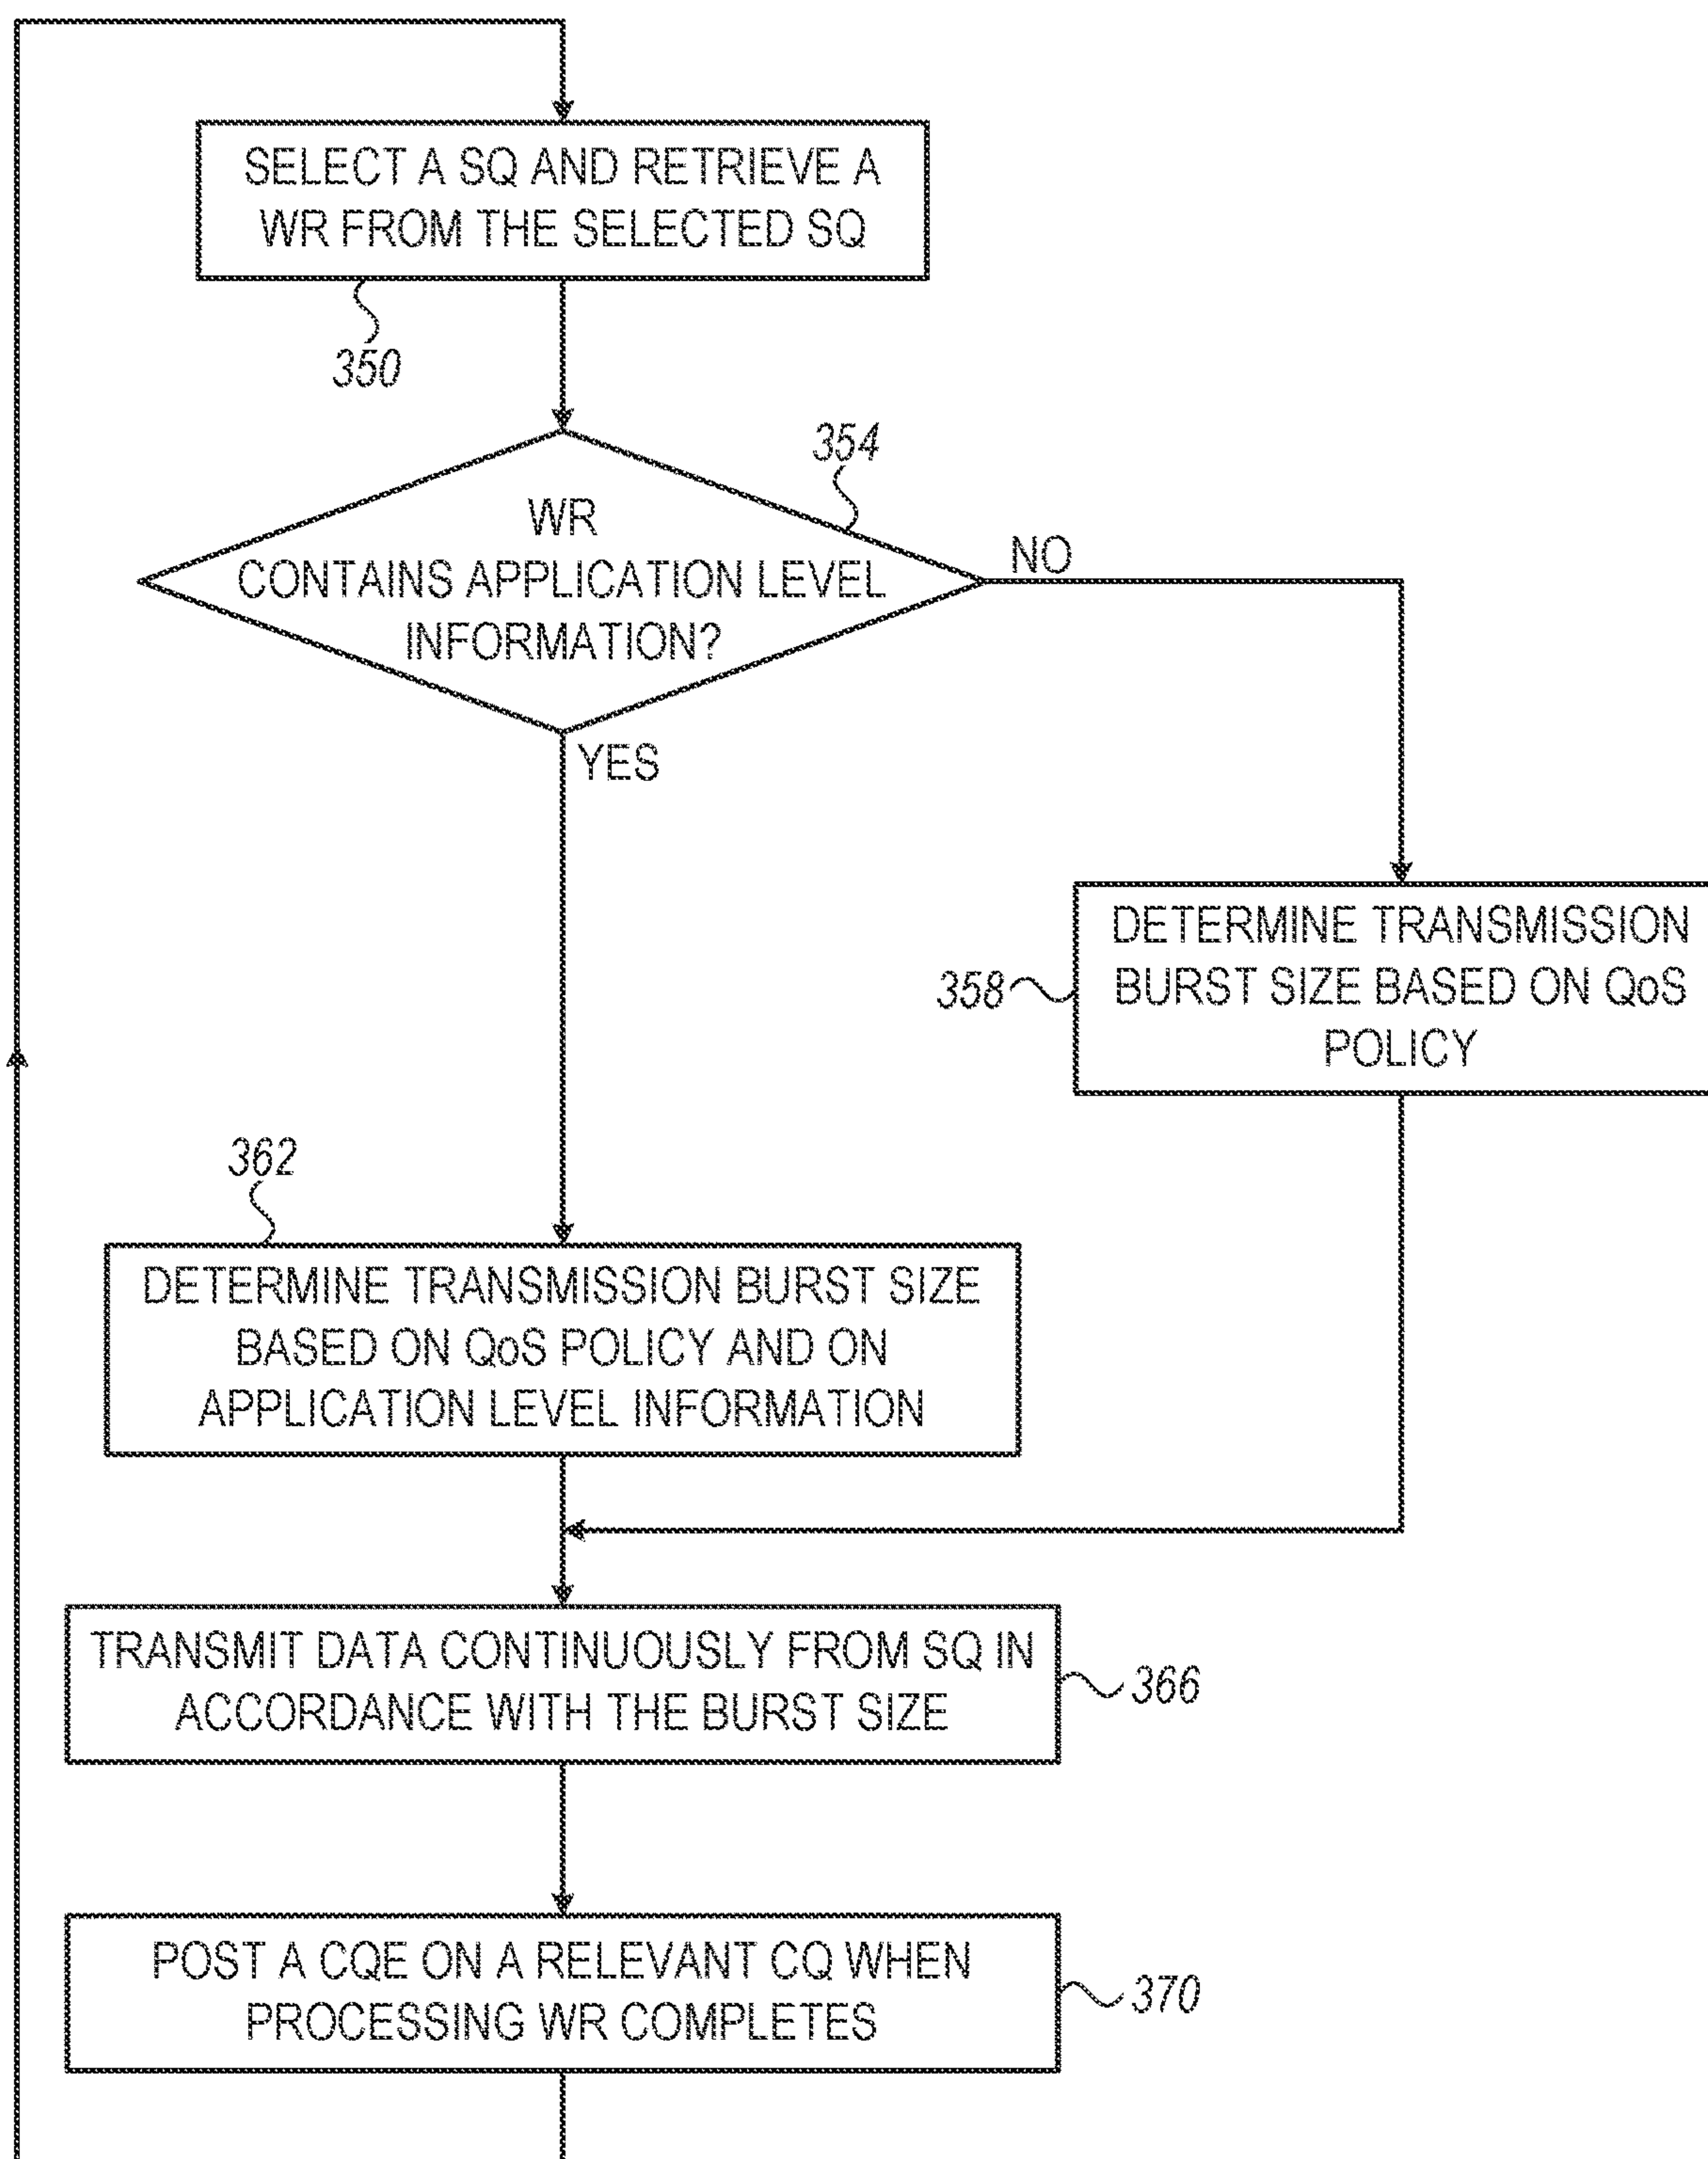 SELECT A SQ AND RETRIEVE A
WR FROM THE SELECTED SQ
350
354
WR
CONTAINS APPLICATION LEVEL
INFORMATION?
NO
YES
DETERMINE TRANSMISSION
BURST SIZE BASED ON QoS
POLICY
358
362
DETERMINE TRANSMISSION BURST SIZE
BASED ON QoS POLICY AND ON
APPLICATION LEVEL INFORMATION
TRANSMIT DATA CONTINUOUSLY FROM SQ IN
ACCORDANCE WITH THE BURST SIZE
366
POST A CQE ON A RELEVANT CQ WHEN
PROCESSING WR COMPLETES
370